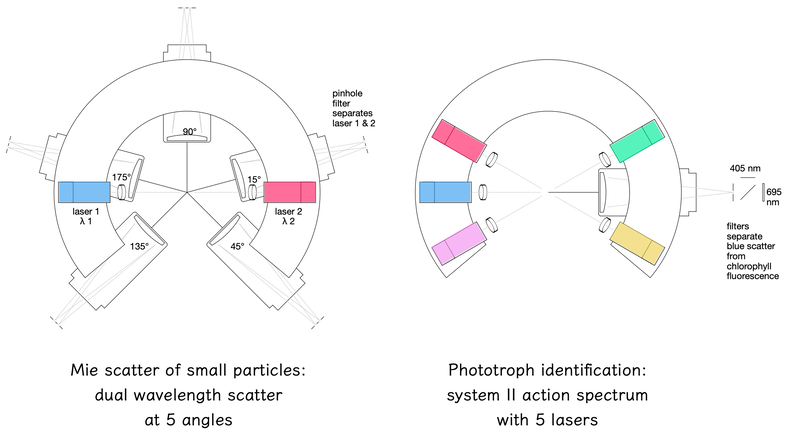 pinhole
filter
separates
laser 1 & 2
90°
175°
15°
laser 1
λ 1
laser 2
λ 2
135°
45°
405 nm
695
nm
filters
separate
blue scatter
from
chlorophyll
fluorescence
Mie scatter of small particles:
dual wavelength scatter
at 5 angles
Phototroph identification:
system II action spectrum
with 5 lasers